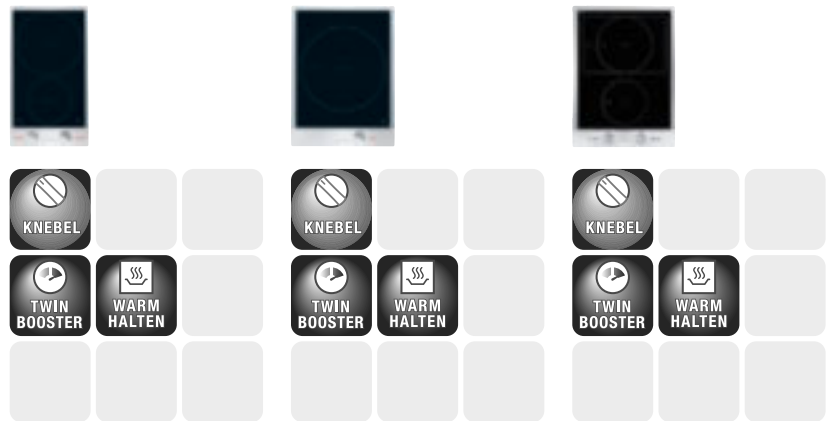 KNEBEL
KNEBEL
KNEBEL
TWIN
BOOSTER
WARM
HALTEN
TWIN
BOOSTER
WARM
HALTEN
TWIN
BOOSTER
WARM
HALTEN